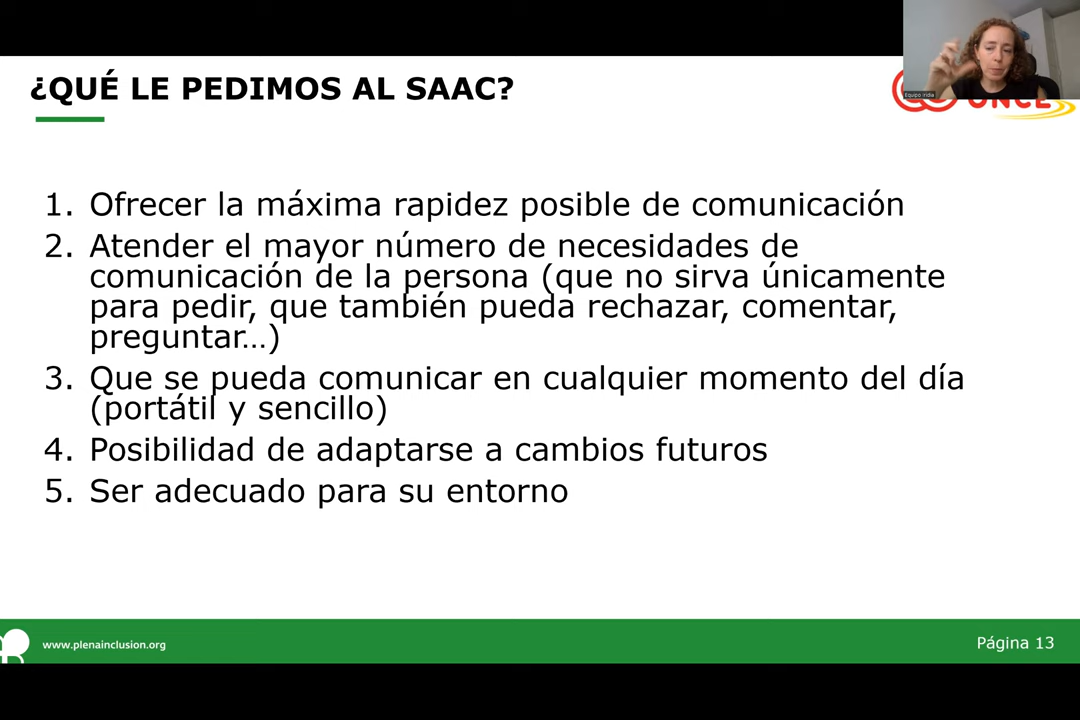 ¿QUÉ LE PEDIMOS AL SAAC?
Equipo Iridia
ONCE
1. Ofrecer la máxima rapidez posible de comunicación
2. Atender el mayor número de necesidades de
comunicación de la persona (que no sirva únicamente
para pedir, que también pueda rechazar, comentar,
preguntar…)
3. Que se pueda comunicar en cualquier momento del día
(portátil y sencillo)
4. Posibilidad de adaptarse a cambios futuros
5. Ser adecuado para su entorno
www.plenainclusion.org
Página 13